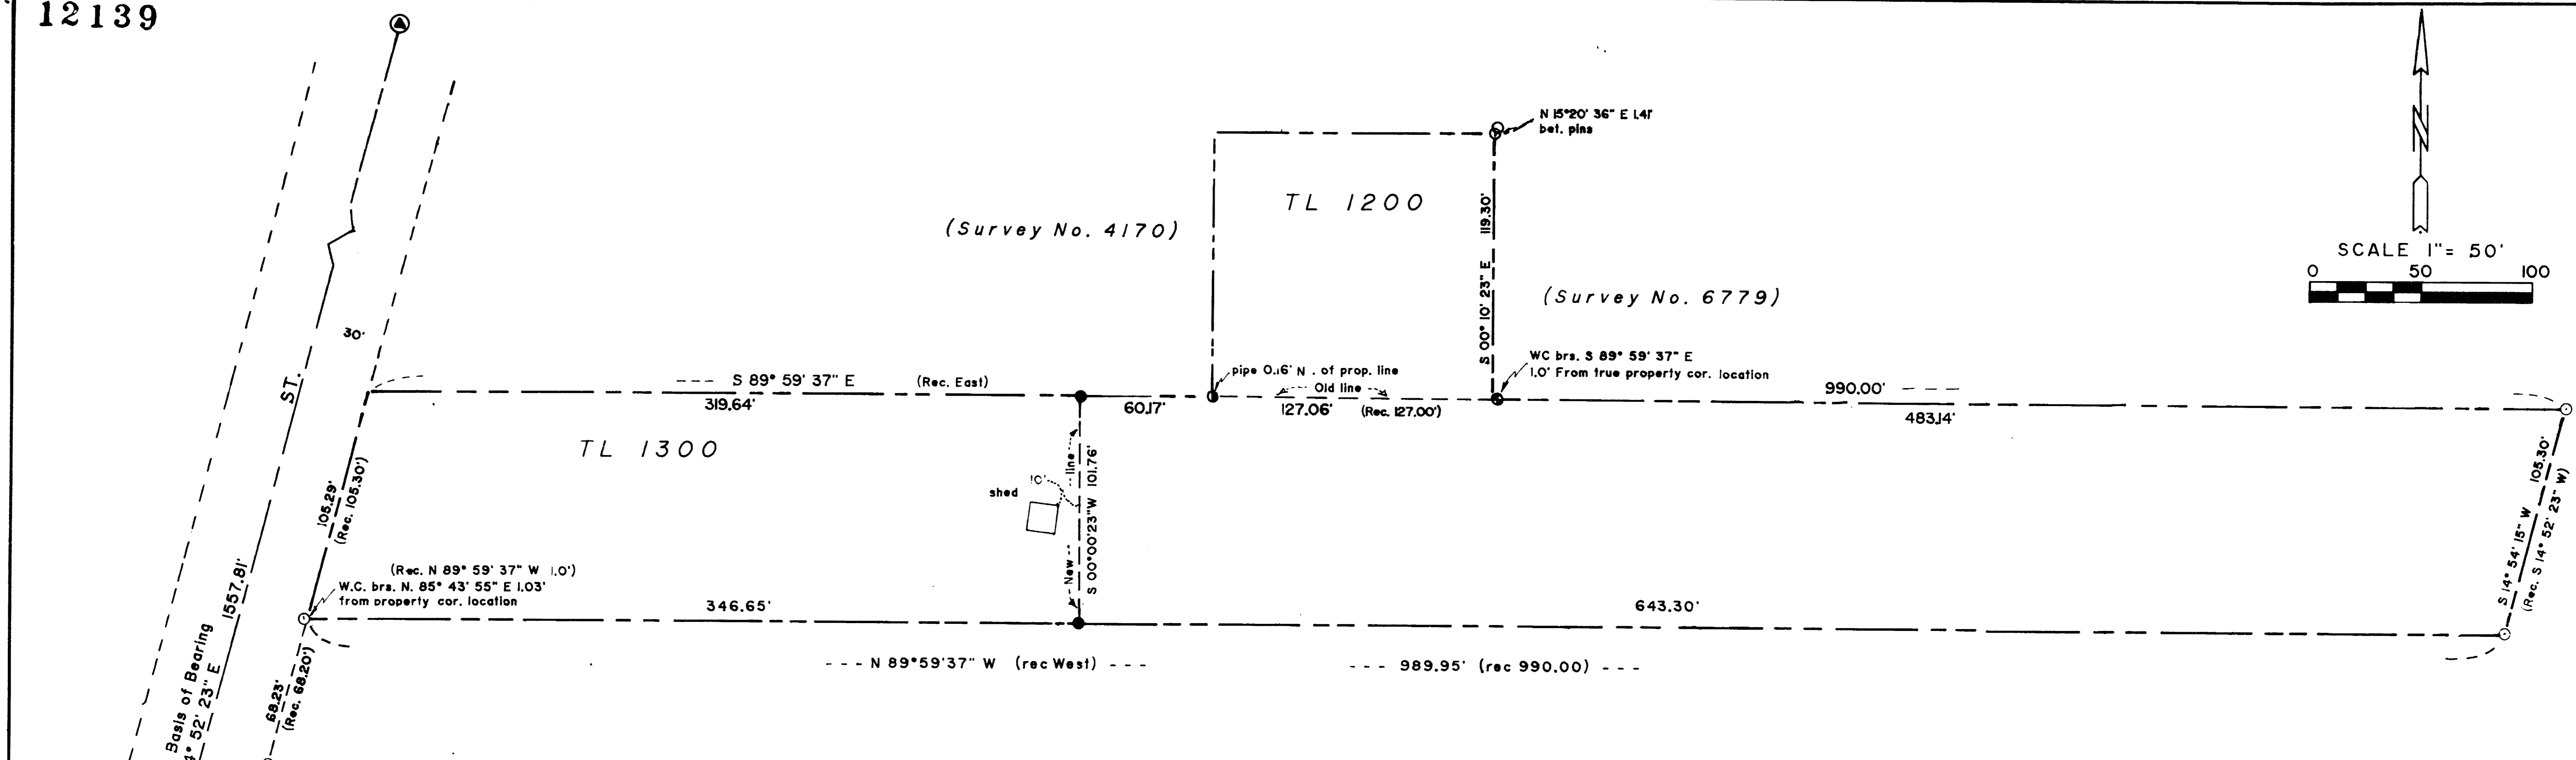 12139
N 15°20' 36" E 1.41'
bet. pins
TL 1200
(Survey No. 4170)
S 00° 10' 23" E 119.30'
N
SCALE 1"= 50'
0 50 100
(Survey No. 6779)
30'
ST.
WC brs. S 89° 59' 37" E
1.0' From true property cor. location
pipe 0.16' N. of prop. line
Old line
--- S 89° 59' 37" E (Rec. East)
319.64'
60.17'
127.06' (Rec. 127.00')
990.00' ---
483.14'
TL 1300
105.29'
(Rec. 105.30')
shed
10'
New line
S 00°00'23"W 101.76'
S 14° 54' 15" W 105.30'
(Rec. S 14° 52' 23" W)
(Rec. N 89° 59' 37" W 1.0')
W.C. brs. N. 85° 43' 55" E 1.03'
from property cor. location
346.65'
643.30'
1557.81'
Basis of Bearing
4° 52' 23" E
68.23'
(Rec. 68.20')
--- N 89°59'37" W (rec West) ---
--- 989.95' (rec 990.00) ---